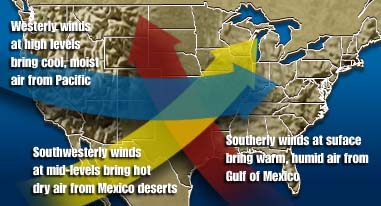 Westerly winds
at high levels
bring cool, moist
air from Pacific
Southwesterly winds
at mid-levels bring hot
dry air from Mexico deserts
Southerly winds at suface
bring warm, humid air from
Gulf of Mexico